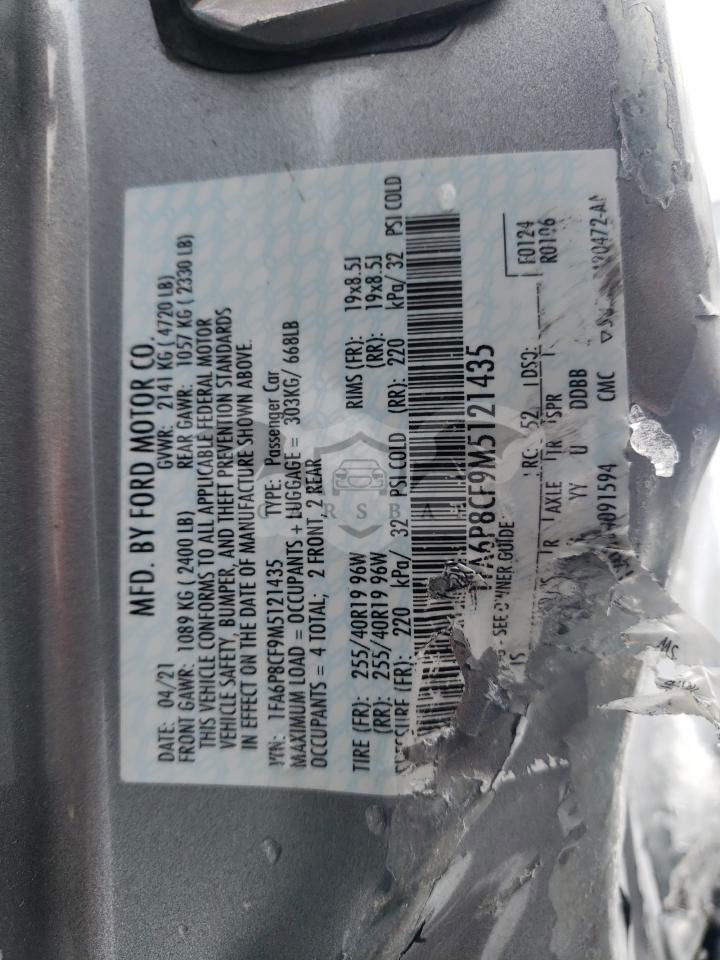 MFD. BY FORD MOTOR CO.
DATE: 04/21 GVWR: 2141 KG ( 4720 LB)
FRONT GAWR: 1089 KG ( 2400 LB) REAR GAWR: 1057 KG ( 2330 LB)
THIS VEHICLE CONFORMS TO ALL APPLICABLE FEDERAL MOTOR
VEHICLE SAFETY, BUMPER, AND THEFT PREVENTION STANDARDS
IN EFFECT ON THE DATE OF MANUFACTURE SHOWN ABOVE.
VIN: 1FA6P8CF9M5121435 TYPE: Passenger Car
MAXIMUM LOAD = OCCUPANTS + LUGGAGE = 303KG/ 668LB
OCCUPANTS = 4 TOTAL; 2 FRONT, 2 REAR
TIRE (FR): 255/40R19 96W RIMS (FR): 19x8.5J
(RR): 255/40R19 96W (RR): 19x8.5J
(FR): 220 kPa/ 32 PSI COLD (RR): 220 kPa/ 32 PSI COLD
FA6P8CF9M5121435
- SEE OWNER GUIDE
F0124
RC: 52 DSO: R0106
TR AXLE TR SPR
YY U DDBB
091594 CMC